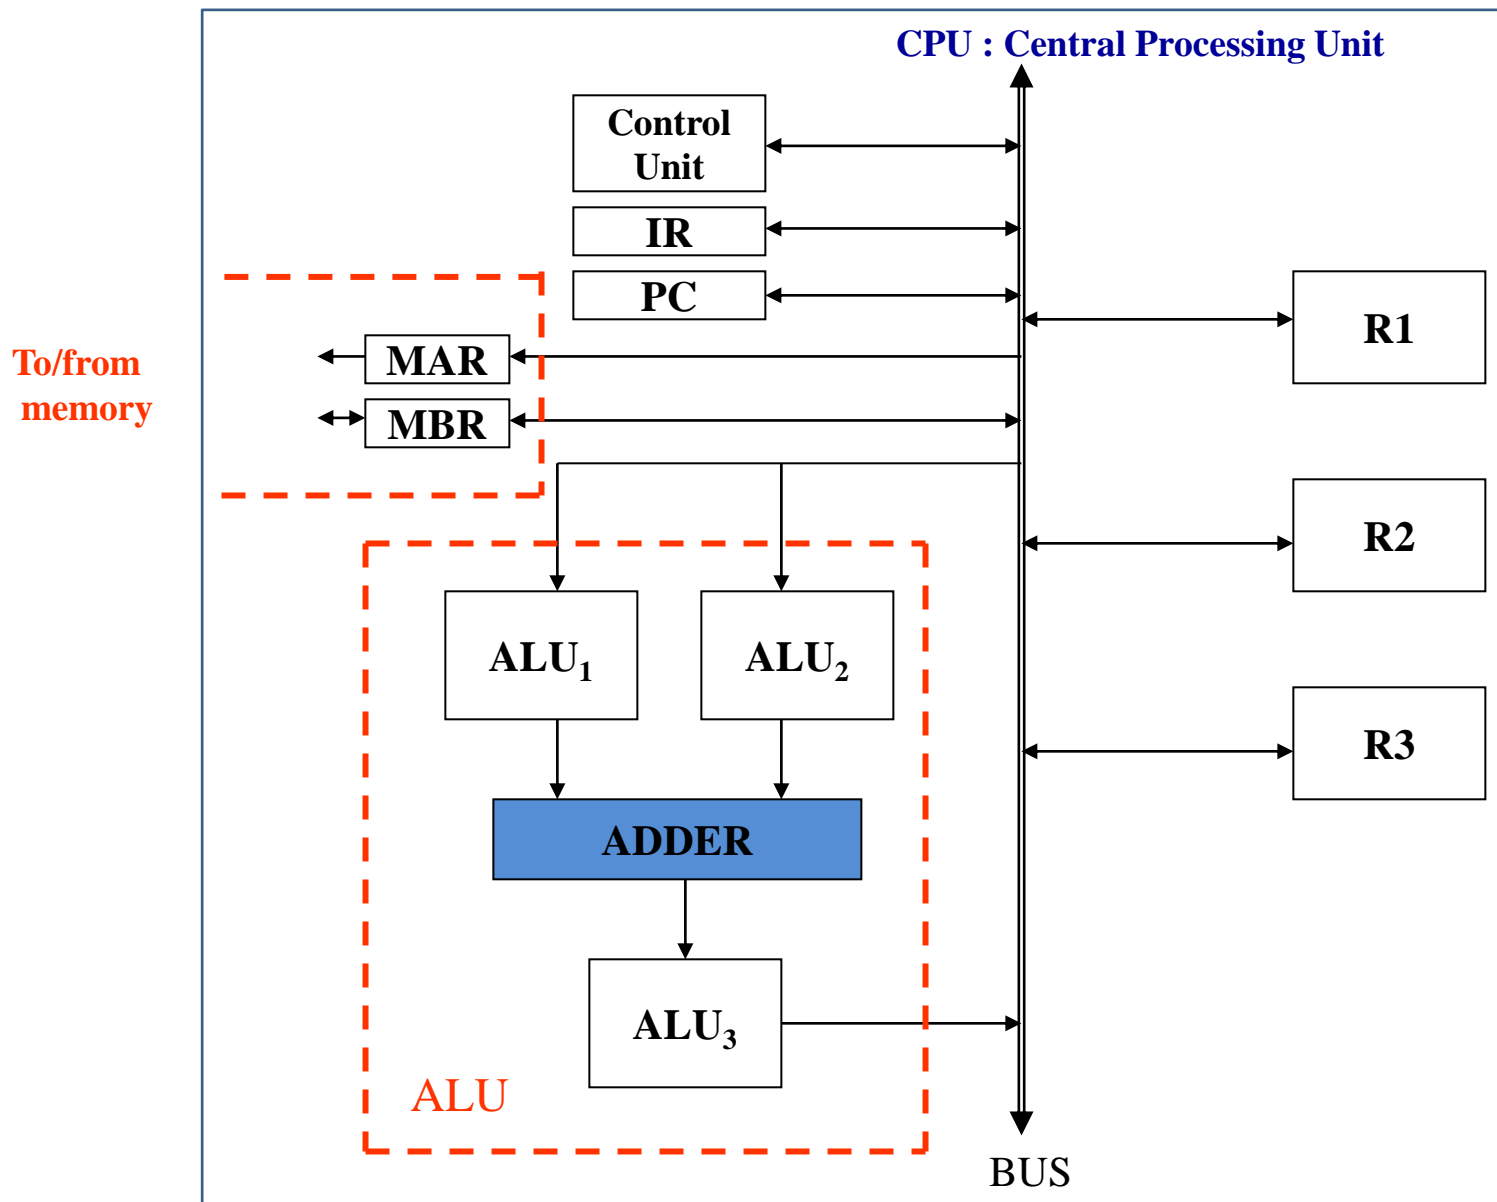 CPU : Central Processing Unit
Control
Unit
IR
PC
R1
To/from
memory
MAR
MBR
R2
ALU₁
ALU₂
R3
ADDER
ALU₃
ALU
BUS